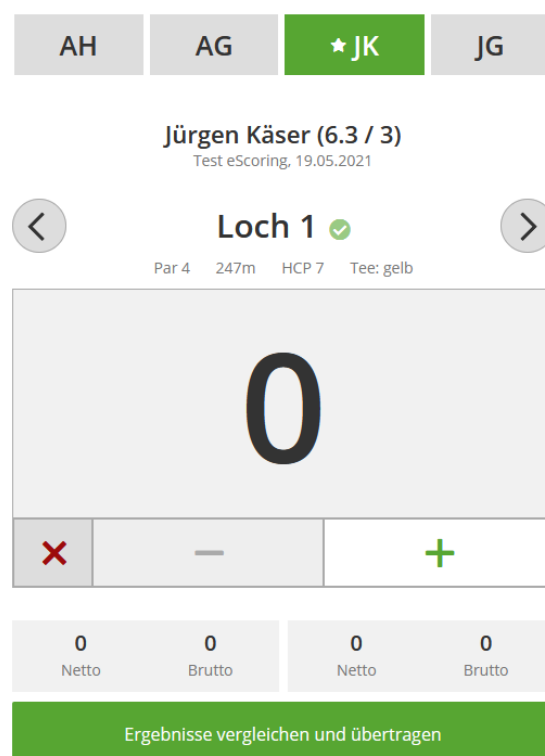 AH AG JK JG
Jürgen Käser (6.3 / 3)
Test eScoring, 19.05.2021
Loch 1
Par 4 247m HCP 7 Tee: gelb
0
0 0 0 0
Netto Brutto Netto Brutto
Ergebnisse vergleichen und übertragen